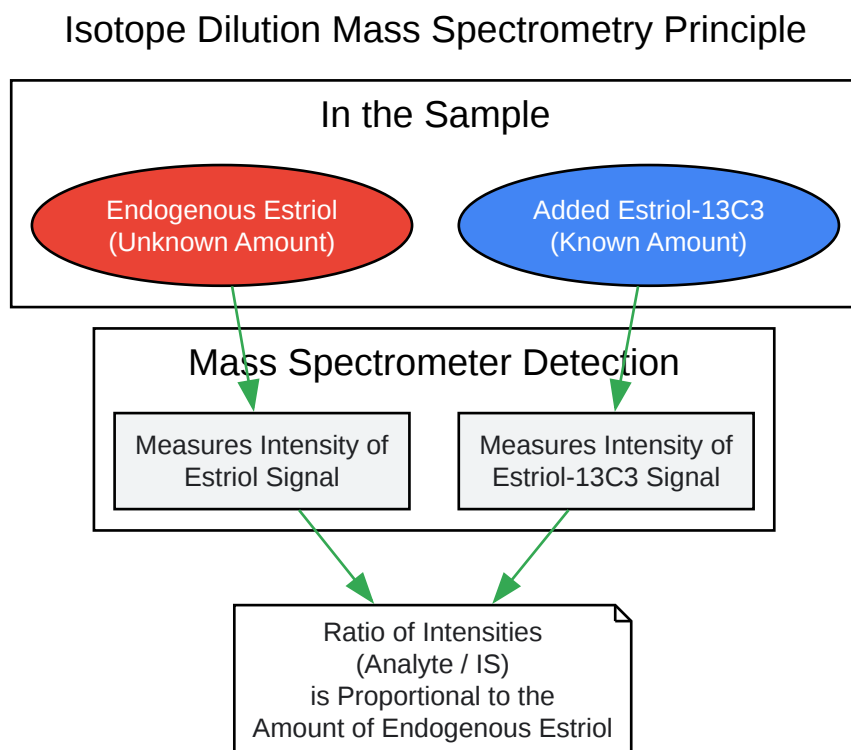 Isotope Dilution Mass Spectrometry Principle
In the Sample
Endogenous Estriol
(Unknown Amount)
Added Estriol-13C3
(Known Amount)
Mass Spectrometer Detection
Measures Intensity of
Estriol Signal
Measures Intensity of
Estriol-13C3 Signal
Ratio of Intensities
(Analyte / IS)
is Proportional to the
Amount of Endogenous Estriol